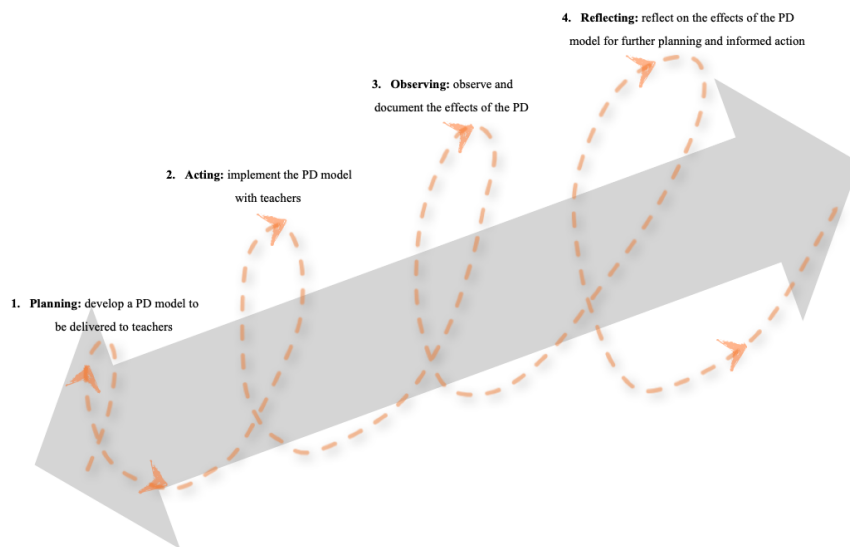 4. Reflecting: reflect on the effects of the PD
model for further planning and informed action
3. Observing: observe and
document the effects of the PD
2. Acting: implement the PD model
with teachers
1. Planning: develop a PD model to
be delivered to teachers